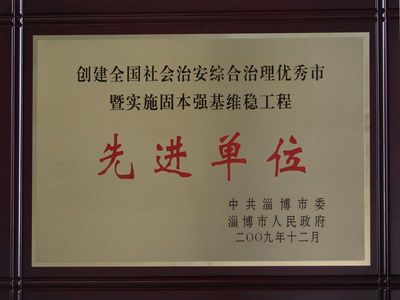 创建全国社会治安综合治理优秀市
暨实施固本强基维稳工程
先进单位
中共淄博市委
淄博市人民政府
二〇〇九年十二月